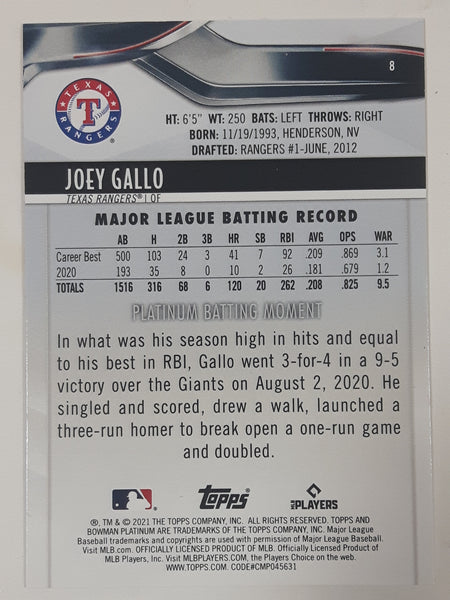 8
TEXAS
T
RANGERS
HT: 6'5" WT: 250 BATS: LEFT THROWS: RIGHT
BORN: 11/19/1993, HENDERSON, NV
DRAFTED: RANGERS #1-JUNE, 2012
JOEY GALLO
TEXAS RANGERS® | OF
MAJOR LEAGUE BATTING RECORD
AB H 2B 3B HR SB RBI AVG OPS WAR
Career Best 500 103 24 3 41 7 92 .209 .869 3.1
2020 193 35 8 0 10 2 26 .181 .679 1.2
TOTALS 1516 316 68 6 120 20 262 .208 .825 9.5
PLATINUM BATTING MOMENT
In what was his season high in hits and equal
to his best in RBI, Gallo went 3-for-4 in a 9-5
victory over the Giants on August 2, 2020. He
singled and scored, drew a walk, launched a
three-run homer to break open a one-run game
and doubled.
topps
MLB PLAYERS
®, TM & © 2021 THE TOPPS COMPANY, INC. ALL RIGHTS RESERVED. TOPPS AND
BOWMAN PLATINUM ARE TRADEMARKS OF THE TOPPS COMPANY, INC. Major League
Baseball trademarks and copyrights are used with permission of Major League Baseball.
Visit MLB.com. OFFICIALLY LICENSED PRODUCT OF MLB. Officially Licensed Product of
MLB Players, Inc. Visit MLBPLAYERS.com, the Players Choice on the web.
WWW.TOPPS.COM. CODE#CMP045631